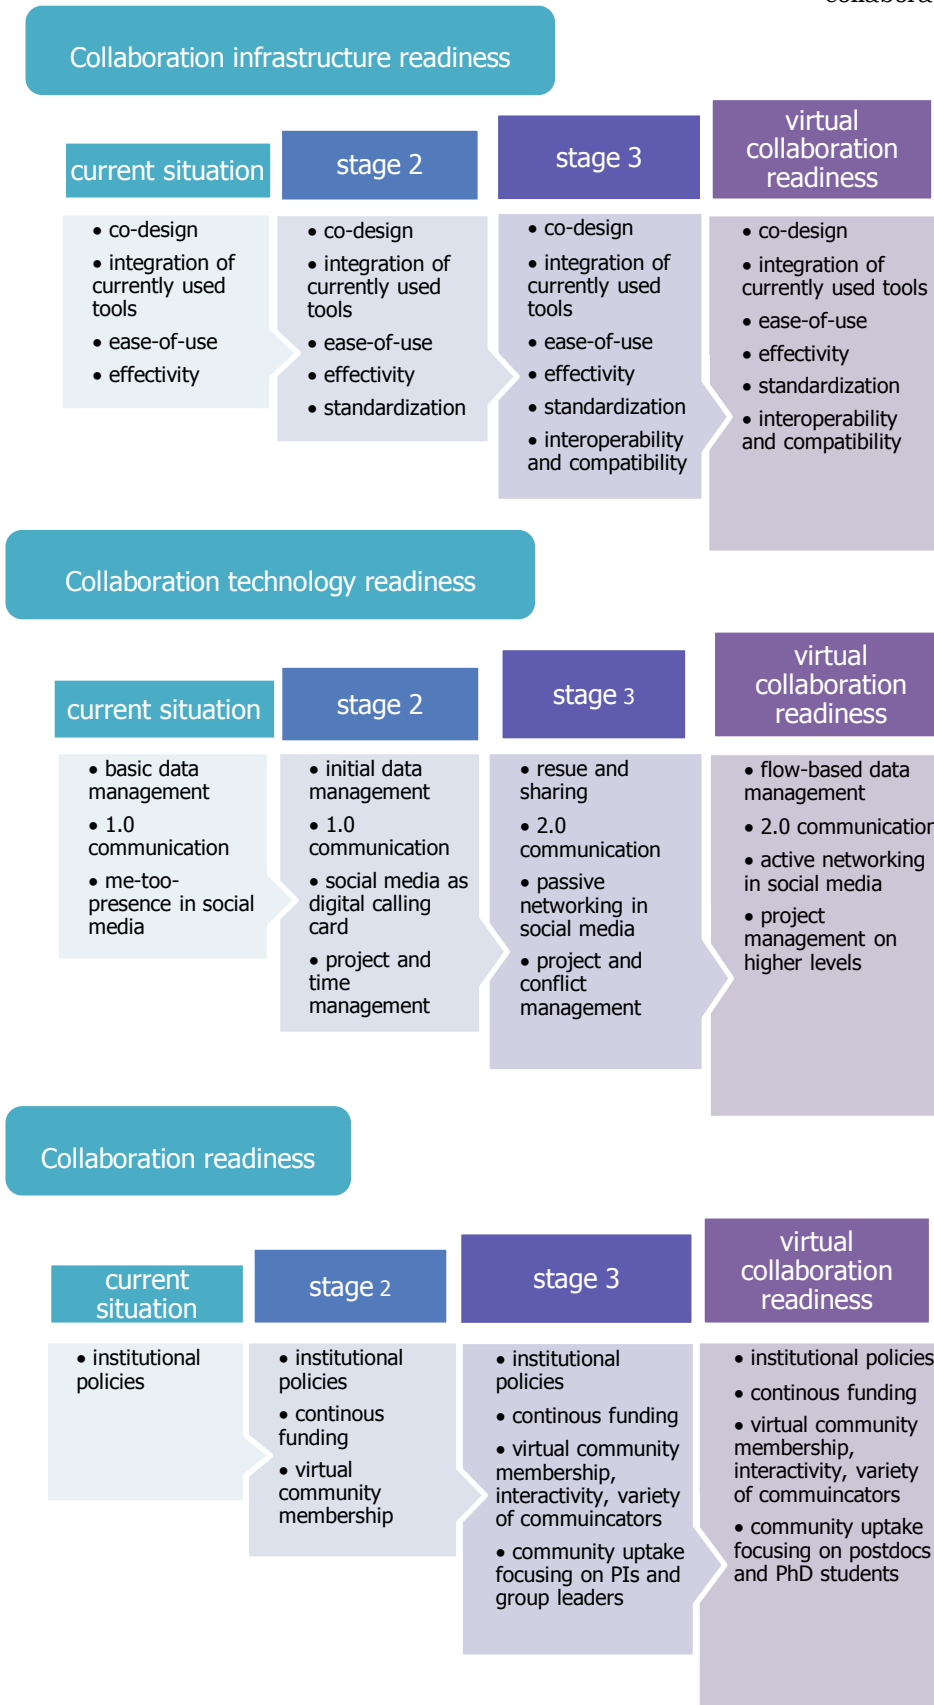 collabora
Collaboration infrastructure readiness
current situation
• co-design
• integration of
currently used
tools
• ease-of-use
• effectivity
stage 2
• co-design
• integration of
currently used
tools
• ease-of-use
• effectivity
• standardization
stage 3
• co-design
• integration of
currently used
tools
• ease-of-use
• effectivity
• standardization
• interoperability
and compatibility
virtual
collaboration
readiness
• co-design
• integration of
currently used tools
• ease-of-use
• effectivity
• standardization
• interoperability
and compatibility
Collaboration technology readiness
current situation
• basic data
management
• 1.0
communication
• me-too-
presence in social
media
stage 2
• initial data
management
• 1.0
communication
• social media as
digital calling
card
• project and
time
management
stage 3
• resue and
sharing
• 2.0
communication
• passive
networking in
social media
• project and
conflict
management
virtual
collaboration
readiness
• flow-based data
management
• 2.0 communication
• active networking
in social media
• project
management on
higher levels
Collaboration readiness
current
situation
• institutional
policies
stage 2
• institutional
policies
• continous
funding
• virtual
community
membership
stage 3
• institutional
policies
• continous funding
• virtual community
membership,
interactivity, variety
of commuincators
• community uptake
focusing on PIs and
group leaders
virtual
collaboration
readiness
• institutional policies
• continous funding
• virtual community
membership,
interactivity, variety
of commuincators
• community uptake
focusing on postdocs
and PhD students